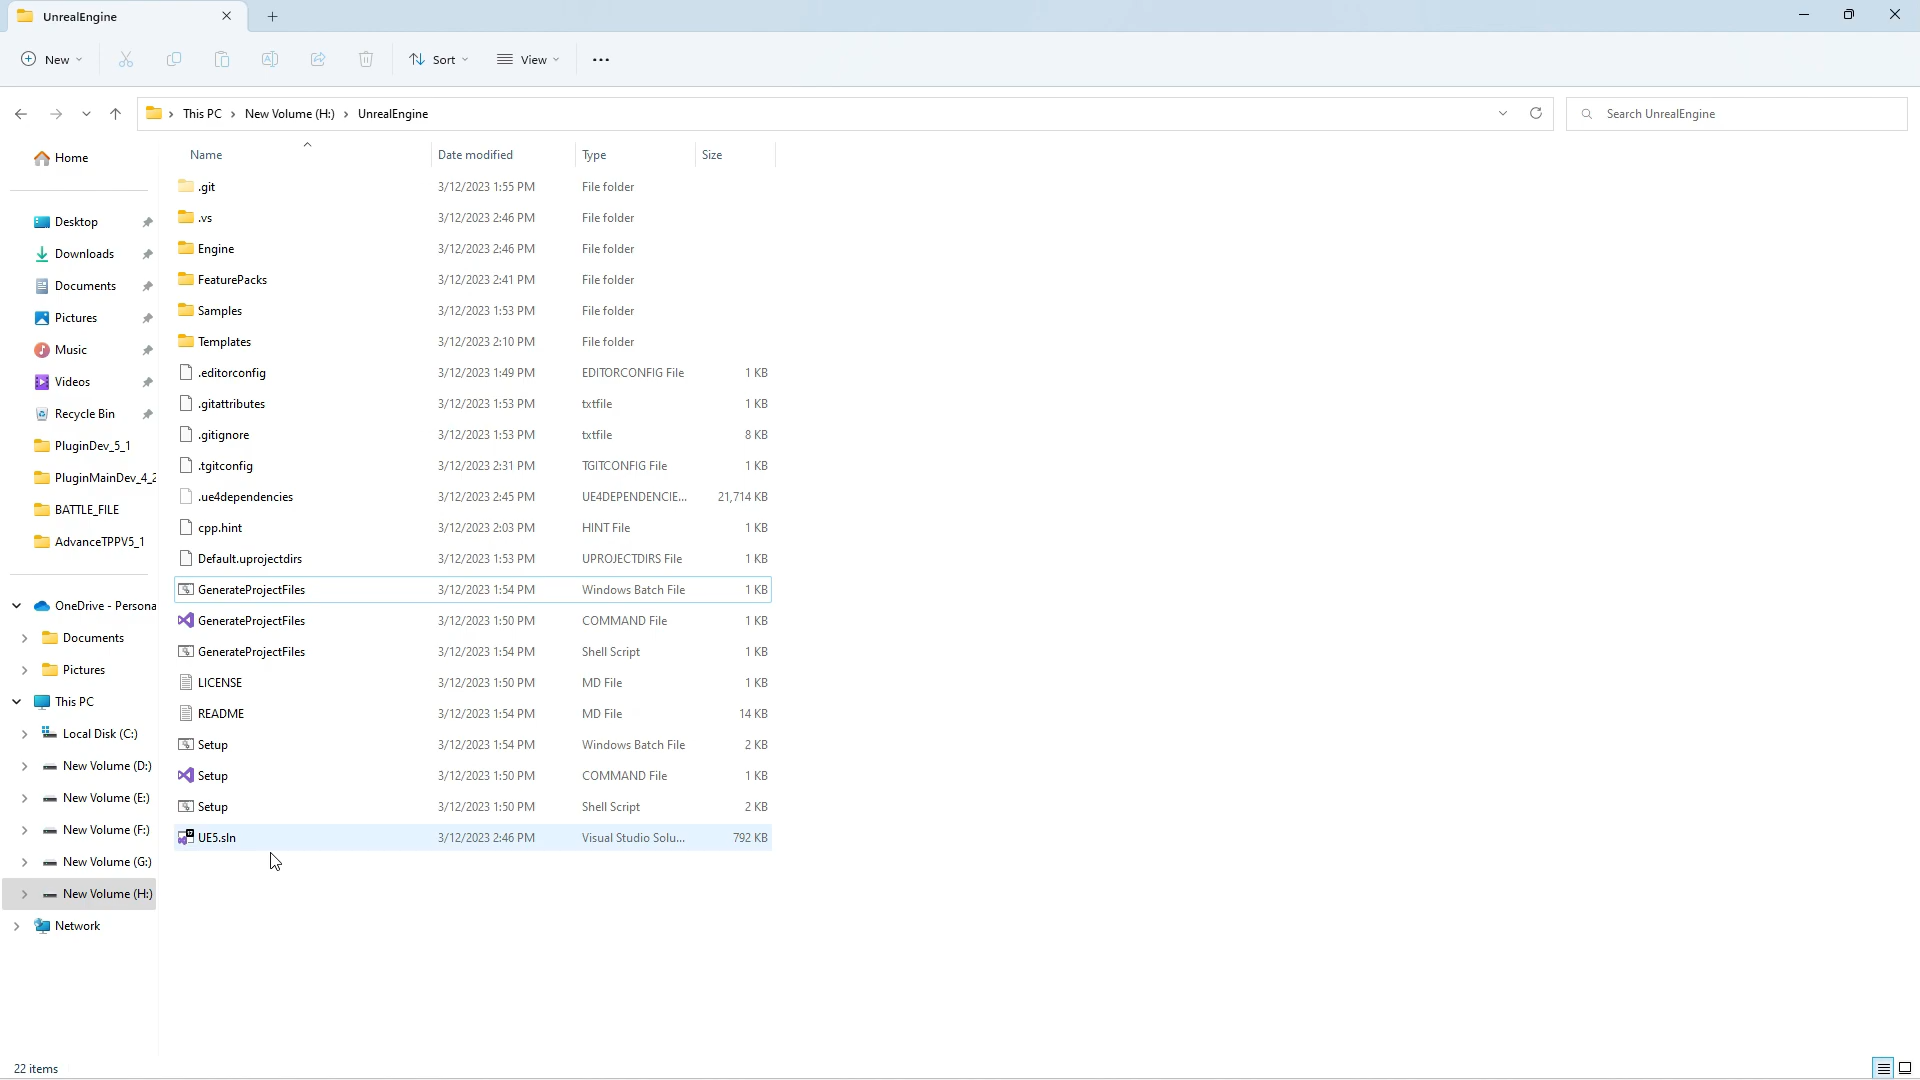 UnrealEngine
New
Sort
View
This PC
New Volume (H:)
UnrealEngine
Search UnrealEngine
Home
Desktop
Downloads
Documents
Pictures
Music
Videos
Recycle Bin
PluginDev_5_1
PluginMainDev_4_2
BATTLE_FILE
AdvanceTPPV5_1
OneDrive - Persona
Documents
Pictures
This PC
Local Disk (C:)
New Volume (D:)
New Volume (E:)
New Volume (F:)
New Volume (G:)
New Volume (H:)
Network
Name Date modified Type Size
.git 3/12/2023 1:55 PM File folder
.vs 3/12/2023 2:46 PM File folder
Engine 3/12/2023 2:46 PM File folder
FeaturePacks 3/12/2023 2:41 PM File folder
Samples 3/12/2023 1:53 PM File folder
Templates 3/12/2023 2:10 PM File folder
.editorconfig 3/12/2023 1:49 PM EDITORCONFIG File 1 KB
.gitattributes 3/12/2023 1:53 PM txtfile 1 KB
.gitignore 3/12/2023 1:53 PM txtfile 8 KB
.tgitconfig 3/12/2023 2:31 PM TGITCONFIG File 1 KB
.ue4dependencies 3/12/2023 2:45 PM UE4DEPENDENCIE... 21,714 KB
cpp.hint 3/12/2023 2:03 PM HINT File 1 KB
Default.uprojectdirs 3/12/2023 1:53 PM UPROJECTDIRS File 1 KB
GenerateProjectFiles 3/12/2023 1:54 PM Windows Batch File 1 KB
GenerateProjectFiles 3/12/2023 1:50 PM COMMAND File 1 KB
GenerateProjectFiles 3/12/2023 1:54 PM Shell Script 1 KB
LICENSE 3/12/2023 1:50 PM MD File 1 KB
README 3/12/2023 1:54 PM MD File 14 KB
Setup 3/12/2023 1:54 PM Windows Batch File 2 KB
Setup 3/12/2023 1:50 PM COMMAND File 1 KB
Setup 3/12/2023 1:50 PM Shell Script 2 KB
UE5.sln 3/12/2023 2:46 PM Visual Studio Solu... 792 KB
22 items